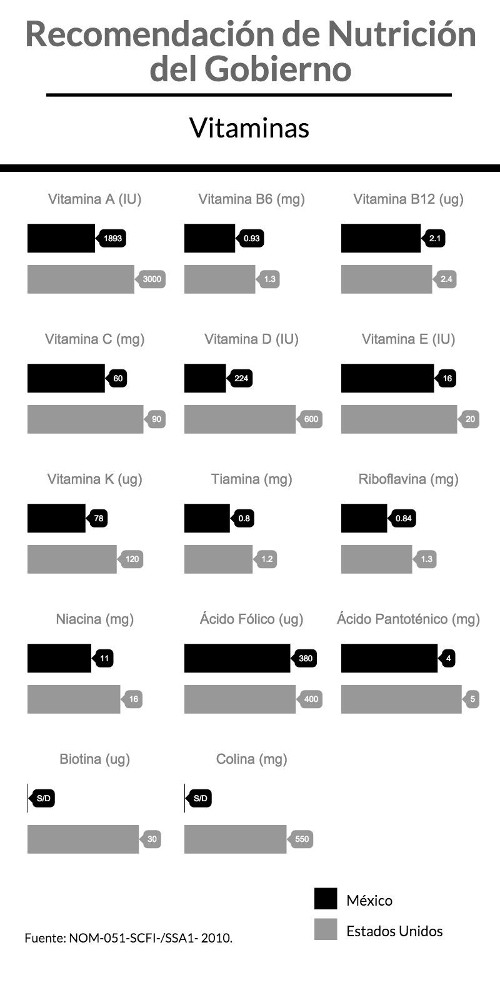 Recomendación de Nutrición
del Gobierno
Vitaminas
Vitamina A (IU)
1893
3000
Vitamina B6 (mg)
0.93
1.3
Vitamina B12 (ug)
2.1
2.4
Vitamina C (mg)
60
90
Vitamina D (IU)
224
600
Vitamina E (IU)
16
20
Vitamina K (ug)
78
120
Tiamina (mg)
0.8
1.2
Riboflavina (mg)
0.84
1.3
Niacina (mg)
11
16
Ácido Fólico (ug)
380
400
Ácido Pantoténico (mg)
4
5
Biotina (ug)
S/D
30
Colina (mg)
S/D
550
México
Estados Unidos
Fuente: NOM-051-SCFI-/SSA1- 2010.